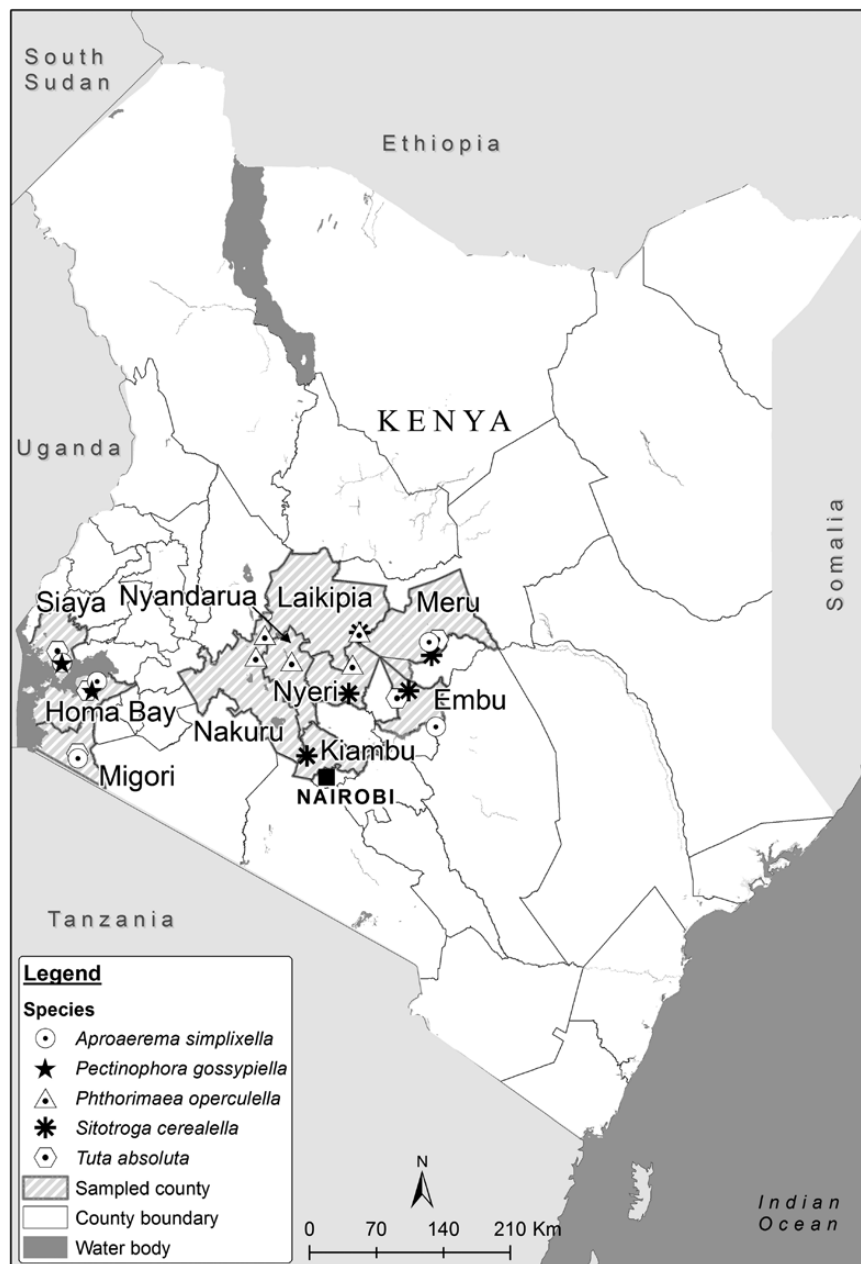 South
Sudan
Ethiopia
KENYA
Uganda
Somalia
Siaya
Nyandarua
Laikipia
Meru
Nyeri
Embu
Homa Bay
Nakuru
Kiambu
Migori
NAIROBI
Tanzania
Legend
Species
Aproaerema simplixella
Pectinophora gossypiella
Phthorimaea operculella
Sitotroga cerealella
Tuta absoluta
Sampled county
County boundary
Water body
N
0 70 140 210 Km
Indian
Ocean